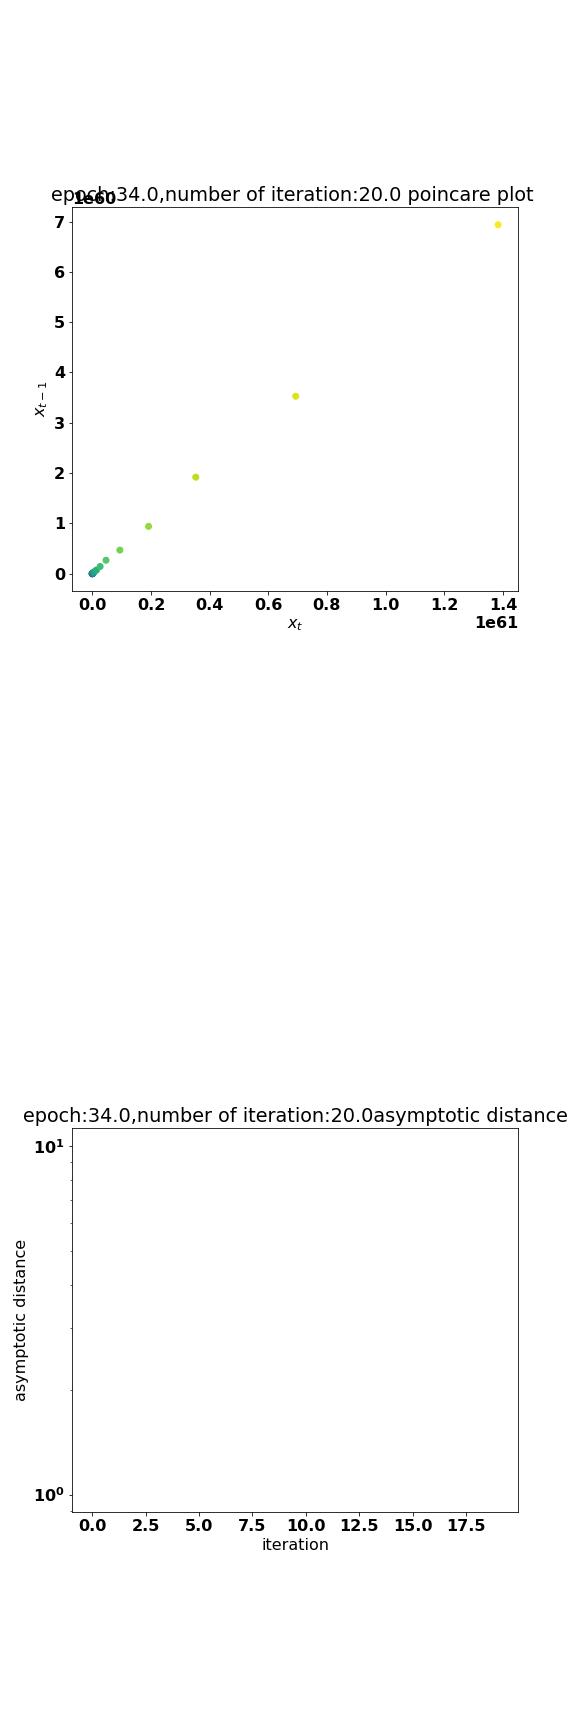 epoch:34.0,number of iteration:20.0 poincare plot
1e60
7
6
5
4
3
2
1
0
x_{t-1}
0.0 0.2 0.4 0.6 0.8 1.0 1.2 1.4
x_t
1e61
epoch:34.0,number of iteration:20.0asymptotic distance
10^1
10^0
asymptotic distance
0.0 2.5 5.0 7.5 10.0 12.5 15.0 17.5
iteration